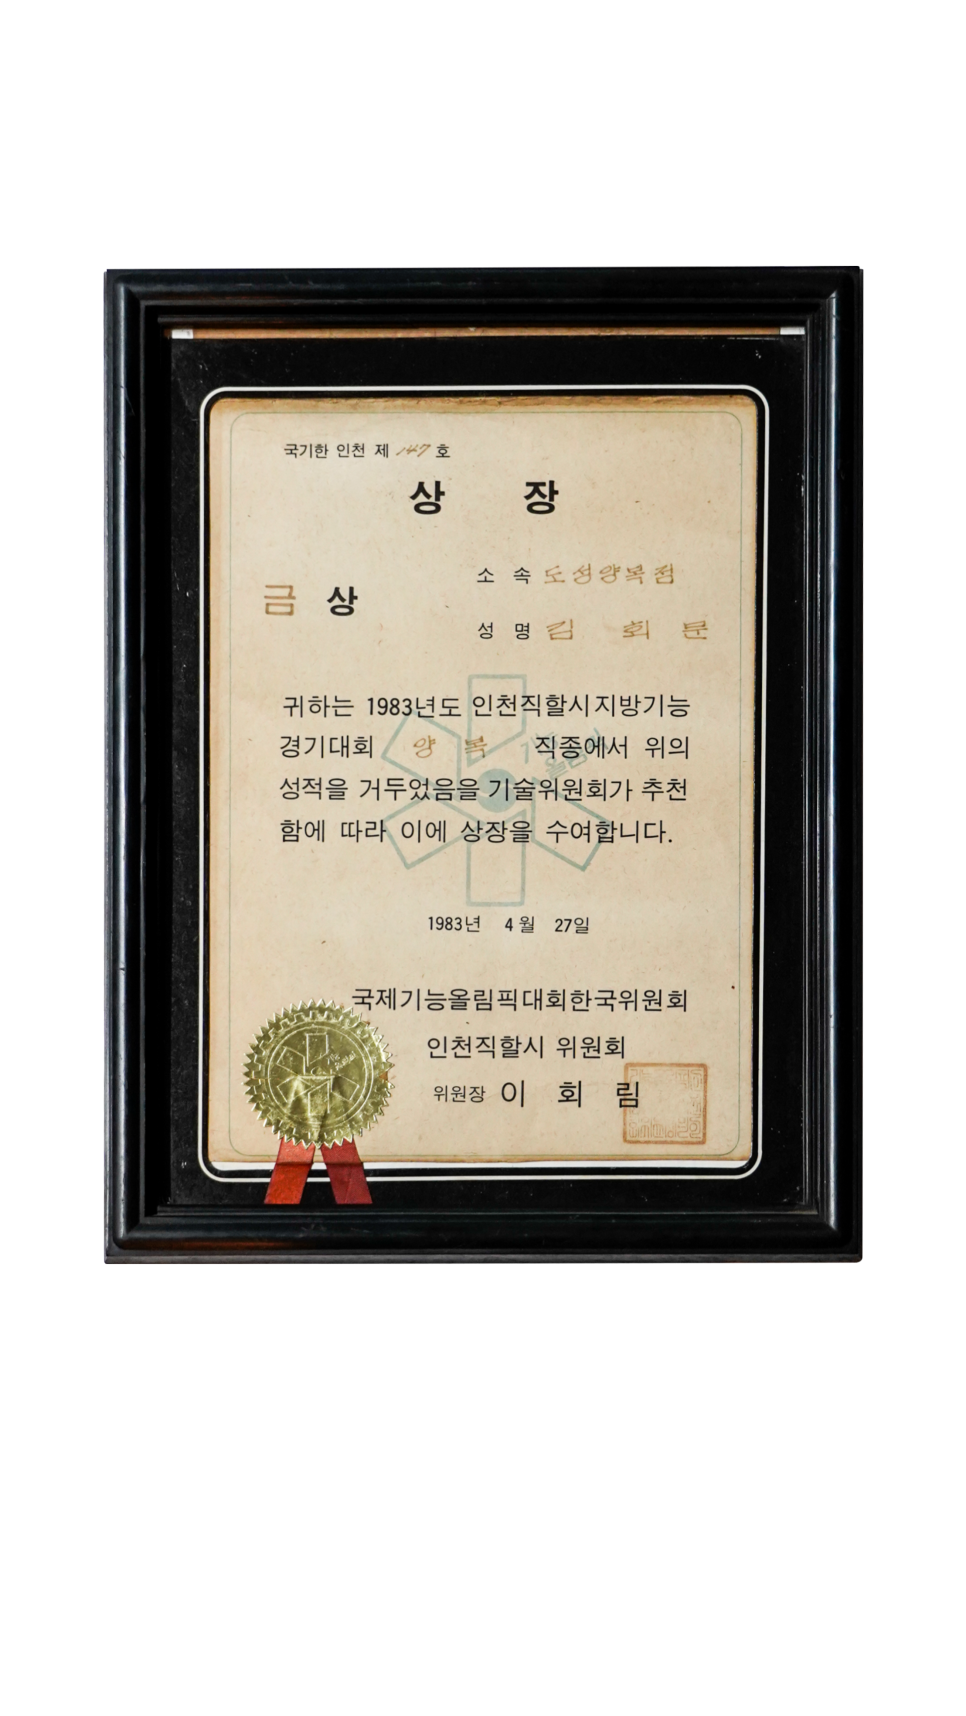 국기한 인천 제 147 호
상 장
소 속 도성양복점
금 상
성 명 김 회 문
귀하는 1983년도 인천직할시지방기능
경기대회 양 복 직종에서 위의
성적을 거두었음을 기술위원회가 추천
함에 따라 이에 상장을 수여합니다.
1983년 4월 27일
국제기능올림픽대회한국위원회
인천직할시 위원회
위원장 이 회 림